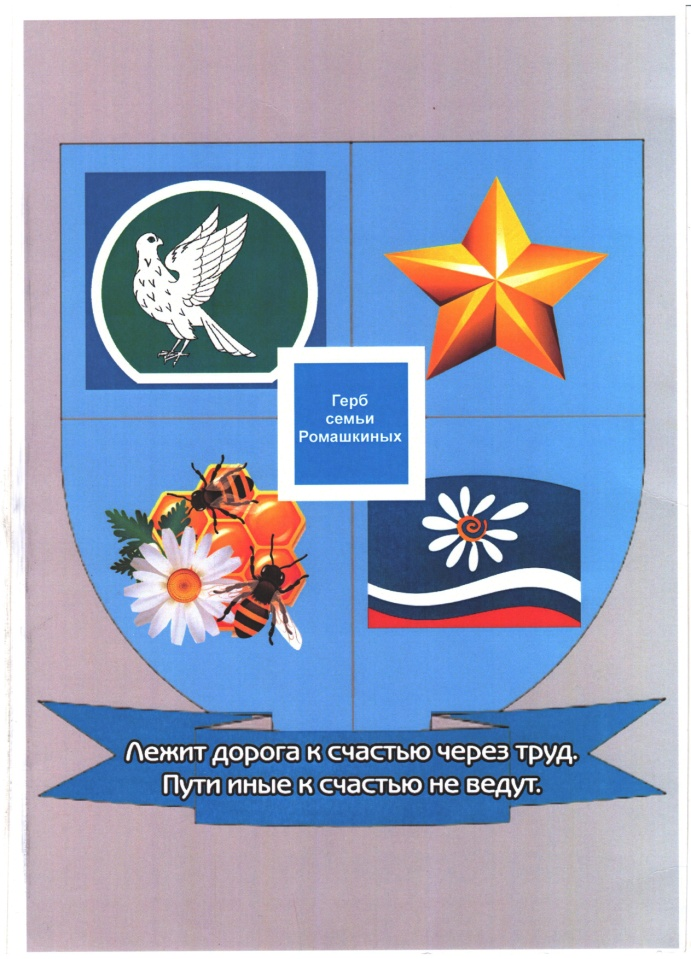 Герб
семьи
Ромашкиных
Лежит дорога к счастью через труд.
Пути иные к счастью не ведут.